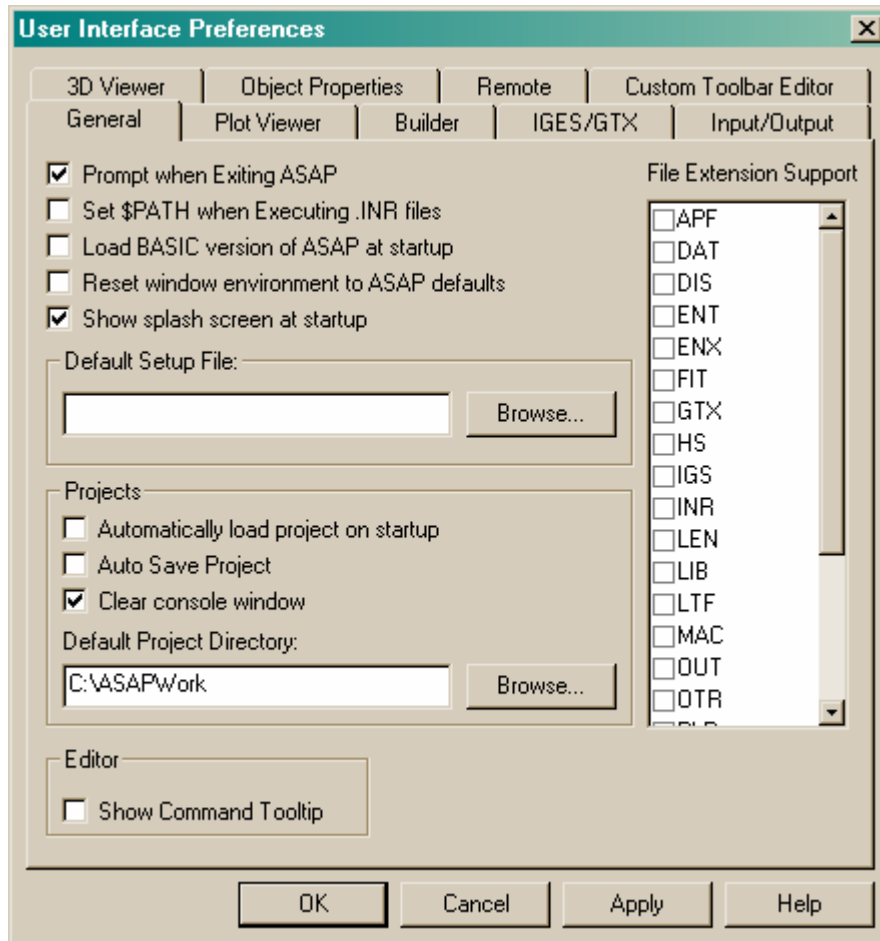 User Interface Preferences
3D Viewer
Object Properties
Remote
Custom Toolbar Editor
General
Plot Viewer
Builder
IGES/GTX
Input/Output
Prompt when Exiting ASAP
Set $PATH when Executing .INR files
Load BASIC version of ASAP at startup
Reset window environment to ASAP defaults
Show splash screen at startup
Default Setup File:
Browse...
Projects
Automatically load project on startup
Auto Save Project
Clear console window
Default Project Directory:
C:\ASAPWork
Browse...
Editor
Show Command Tooltip
File Extension Support
APF
DAT
DIS
ENT
ENX
FIT
GTX
HS
IGS
INR
LEN
LIB
LTF
MAC
OUT
OTR
OK
Cancel
Apply
Help